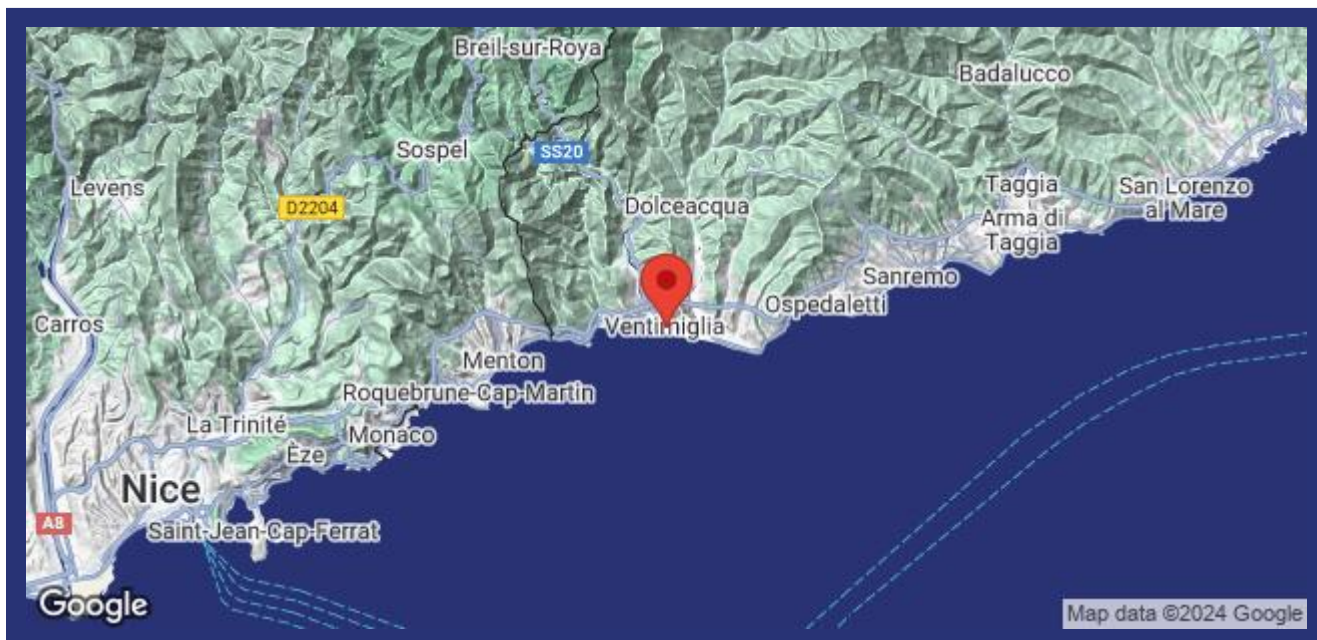 Breil-sur-Roya
Badalucco
Sospel
SS20
Levens
D2204
Dolceacqua
Taggia
San Lorenzo
al Mare
Arma di
Taggia
Sanremo
Ospedaletti
Carros
Ventimiglia
Menton
Roquebrune-Cap-Martin
La Trinité
Monaco
Èze
Nice
A8
Saint-Jean-Cap-Ferrat
Google
Map data ©2024 Google